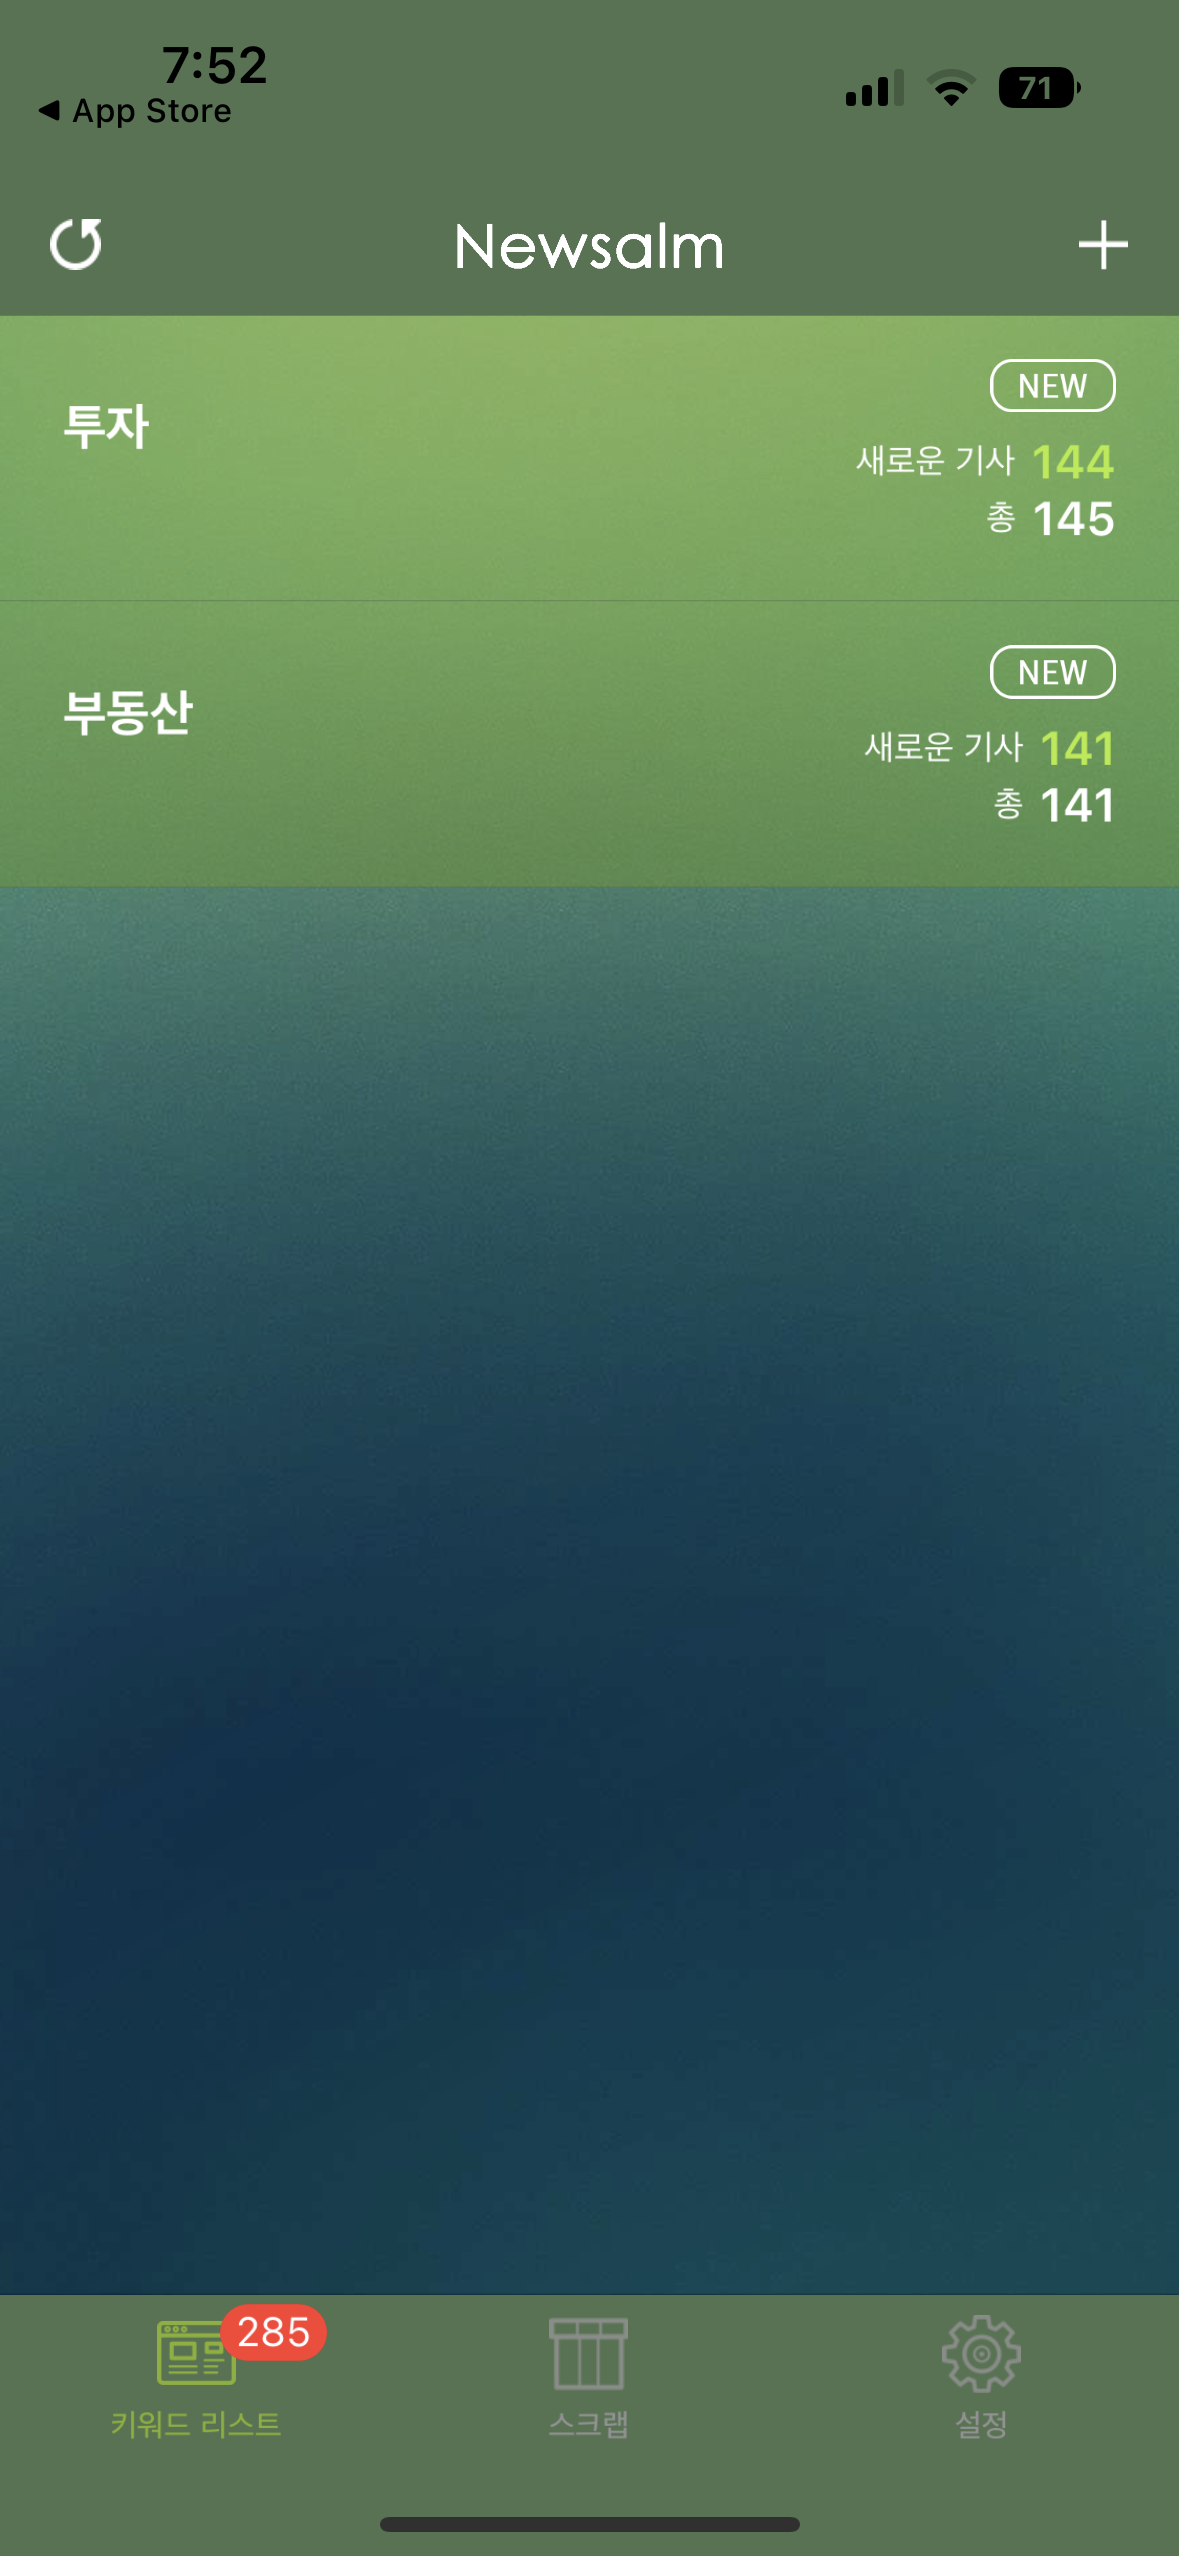 7:52
◀ App Store
71
Newsalm
투자
NEW
새로운 기사 144
총 145
부동산
NEW
새로운 기사 141
총 141
285
키워드 리스트
스크랩
설정